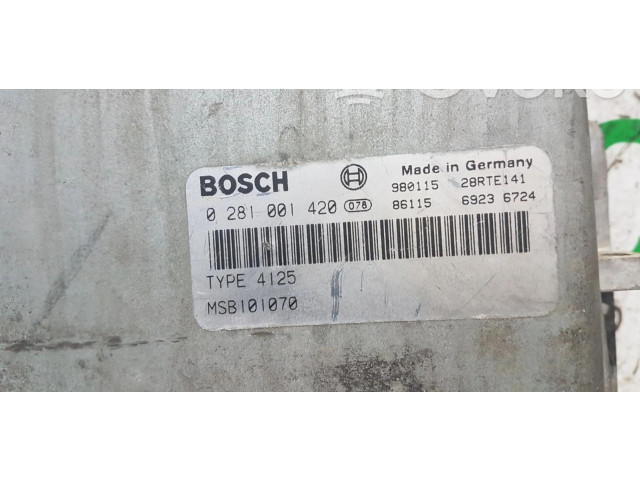 BOSCH
Made in Germany
980115 28RTE141
0 281 001 420 078
86115 6923 6724
TYPE 4125
MSB101070